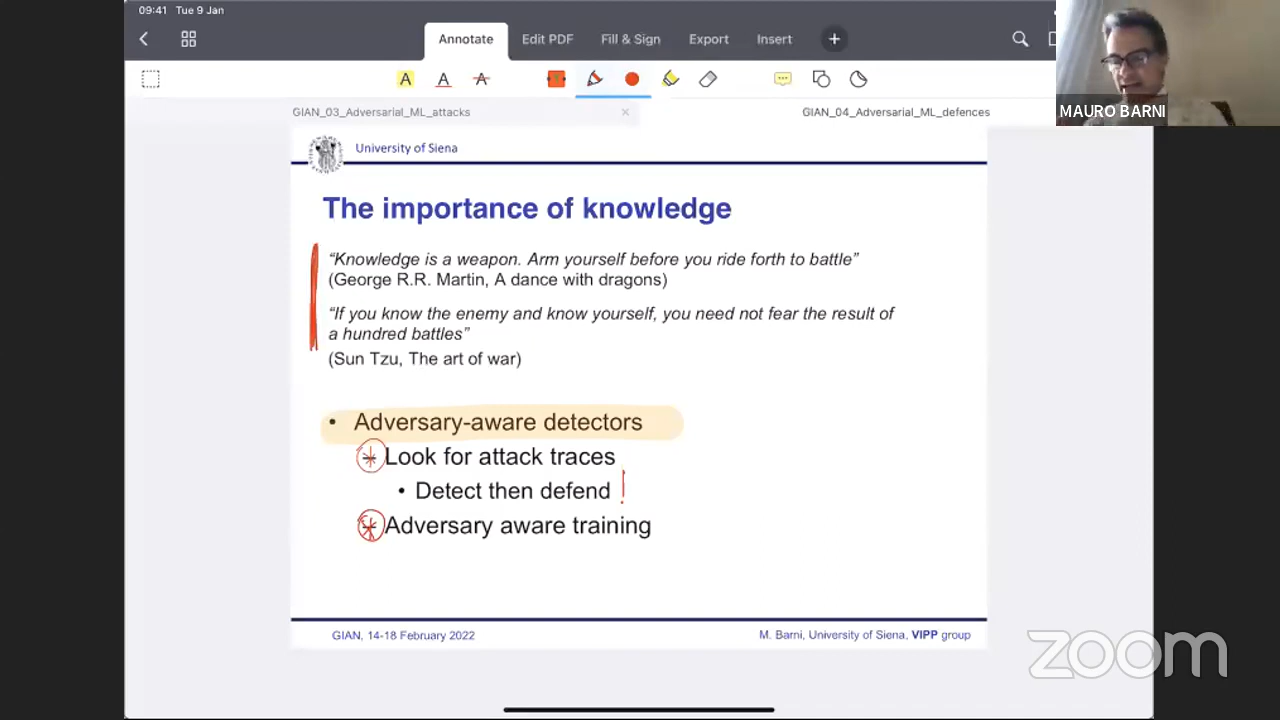 09:41 Tue 9 Jan
Annotate Edit PDF Fill & Sign Export Insert
MAURO BARNI
A A A
GIAN_03_Adversarial_ML_attacks
GIAN_04_Adversarial_ML_defences
University of Siena
The importance of knowledge
“Knowledge is a weapon. Arm yourself before you ride forth to battle”
(George R.R. Martin, A dance with dragons)
“If you know the enemy and know yourself, you need not fear the result of
a hundred battles”
(Sun Tzu, The art of war)
• Adversary-aware detectors
Look for attack traces
• Detect then defend !
Adversary aware training
GIAN, 14-18 February 2022
M. Barni, University of Siena, VIPP group
zoom